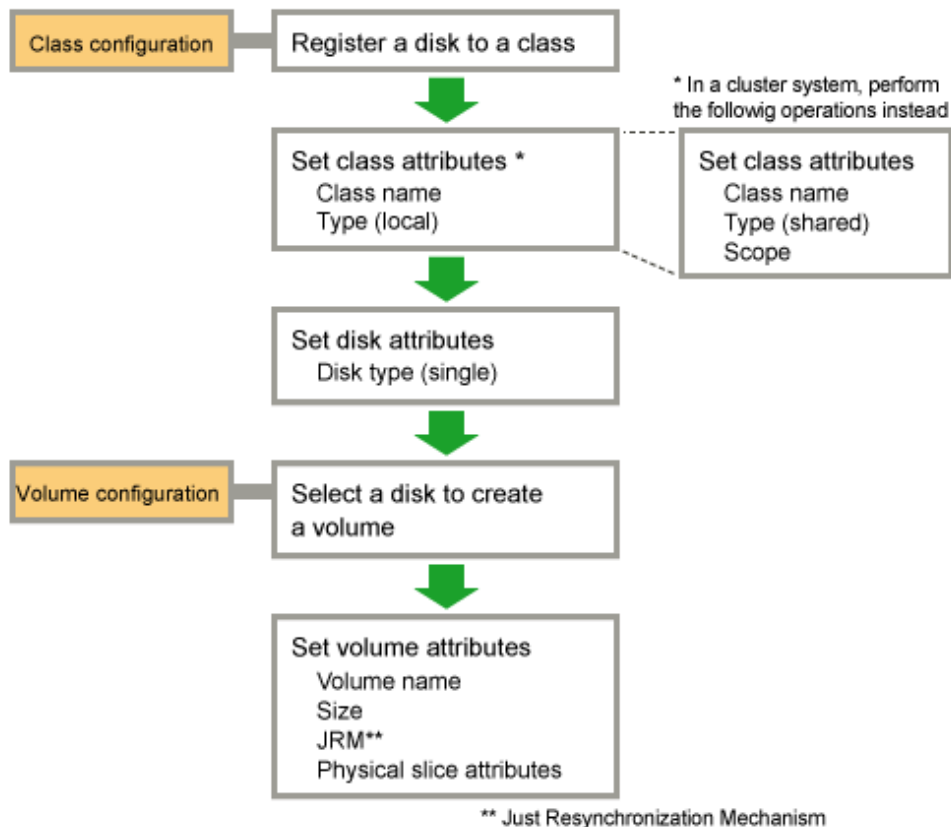 Class configuration
Register a disk to a class
* In a cluster system, perform
the followig operations instead
Set class attributes *
Class name
Type (local)
Set class attributes
Class name
Type (shared)
Scope
Set disk attributes
Disk type (single)
Volume configuration
Select a disk to create
a volume
Set volume attributes
Volume name
Size
JRM**
Physical slice attributes
** Just Resynchronization Mechanism